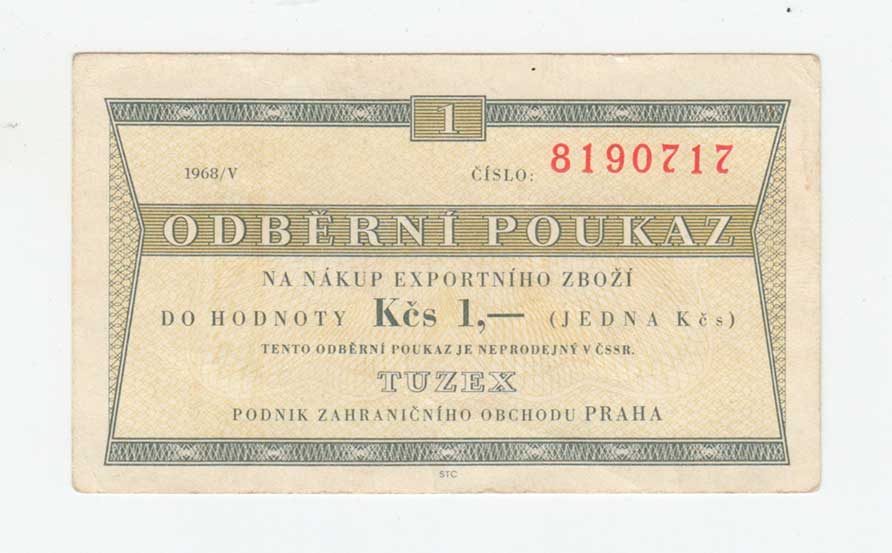 1
1968/V ČÍSLO: 8190717
ODBĚRNÍ POUKAZ
NA NÁKUP EXPORTNÍHO ZBOŽÍ
DO HODNOTY Kčs 1,— (JEDNA Kčs)
TENTO ODBĚRNÍ POUKAZ JE NEPRODEJNÝ V ČSSR.
TUZEX
PODNIK ZAHRANIČNÍHO OBCHODU PRAHA
STC